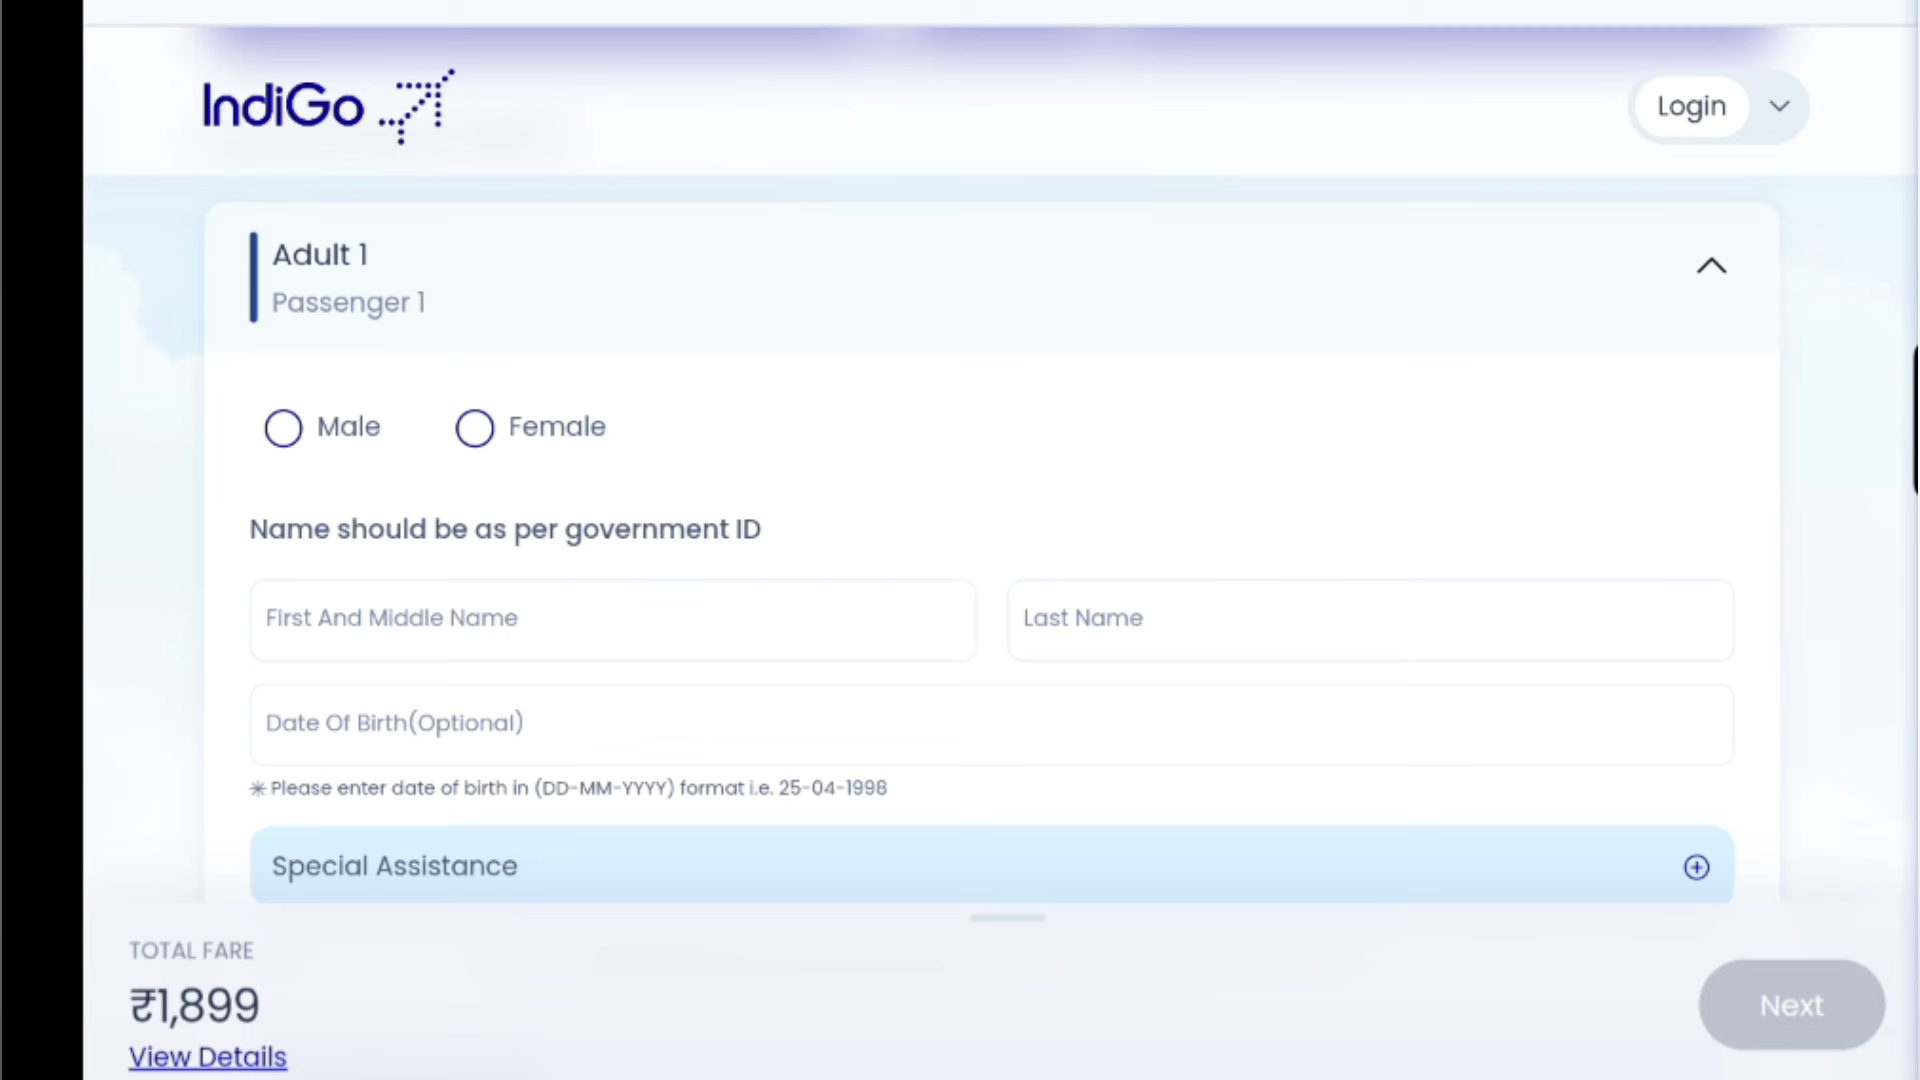 IndiGo
Login
Adult 1
Passenger 1
Male
Female
Name should be as per government ID
First And Middle Name
Last Name
Date Of Birth(Optional)
✳ Please enter date of birth in (DD-MM-YYYY) format i.e. 25-04-1998
Special Assistance
TOTAL FARE
₹1,899
View Details
Next